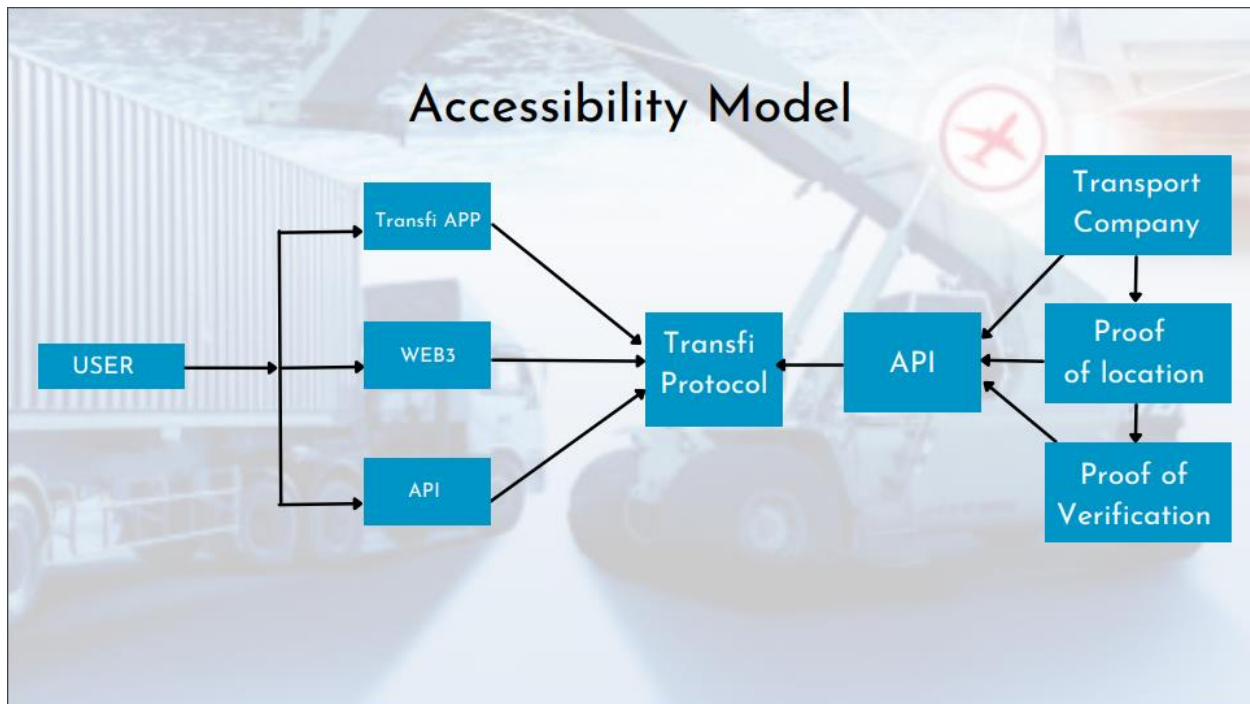 Accessibility Model
USER
Transfi APP
WEB3
API
Transfi
Protocol
API
Transport
Company
Proof
of location
Proof of
Verification